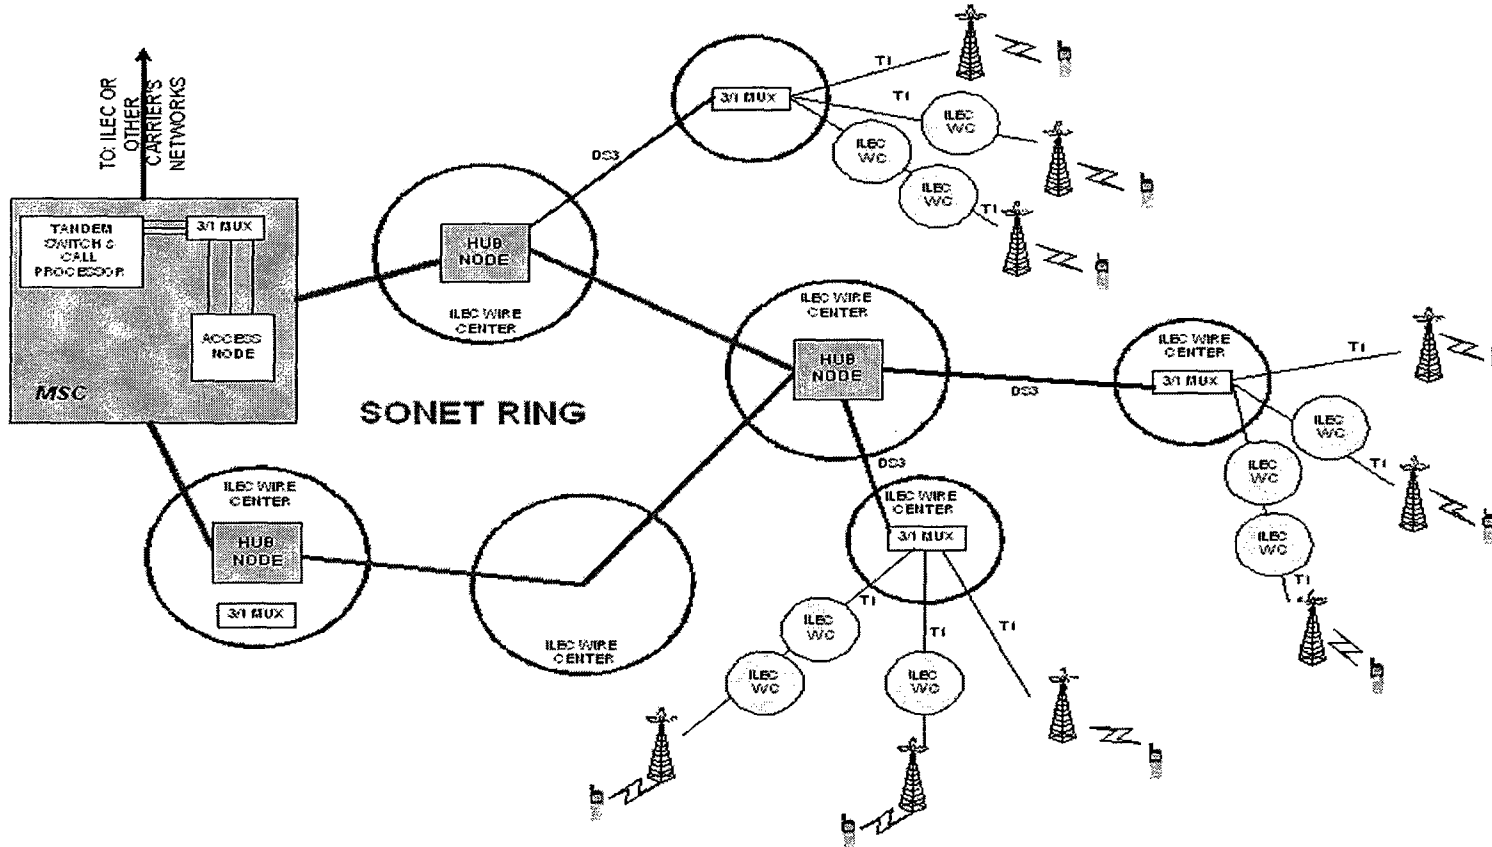 TO: ILEC OR
OTHER
CARRIER'S
NETWORKS
TANDEM
SWITCH &
CALL
PROCESSOR
3/1 MUX
ACCESS
NODE
MSC
SONET RING
HUB
NODE
ILEC WIRE
CENTER
DS3
3/1 MUX
T1
T1
ILEC
WC
ILEC
WC
ILEC
WC
T1
ILEC WIRE
CENTER
HUB
NODE
DS3
ILEC WIRE
CENTER
3/1 MUX
T1
ILEC
WC
T1
ILEC
WC
ILEC
WC
T1
DS3
ILEC WIRE
CENTER
3/1 MUX
T1
T1
T1
ILEC
WC
ILEC
WC
ILEC
WC
ILEC WIRE
CENTER
HUB
NODE
3/1 MUX
ILEC WIRE
CENTER